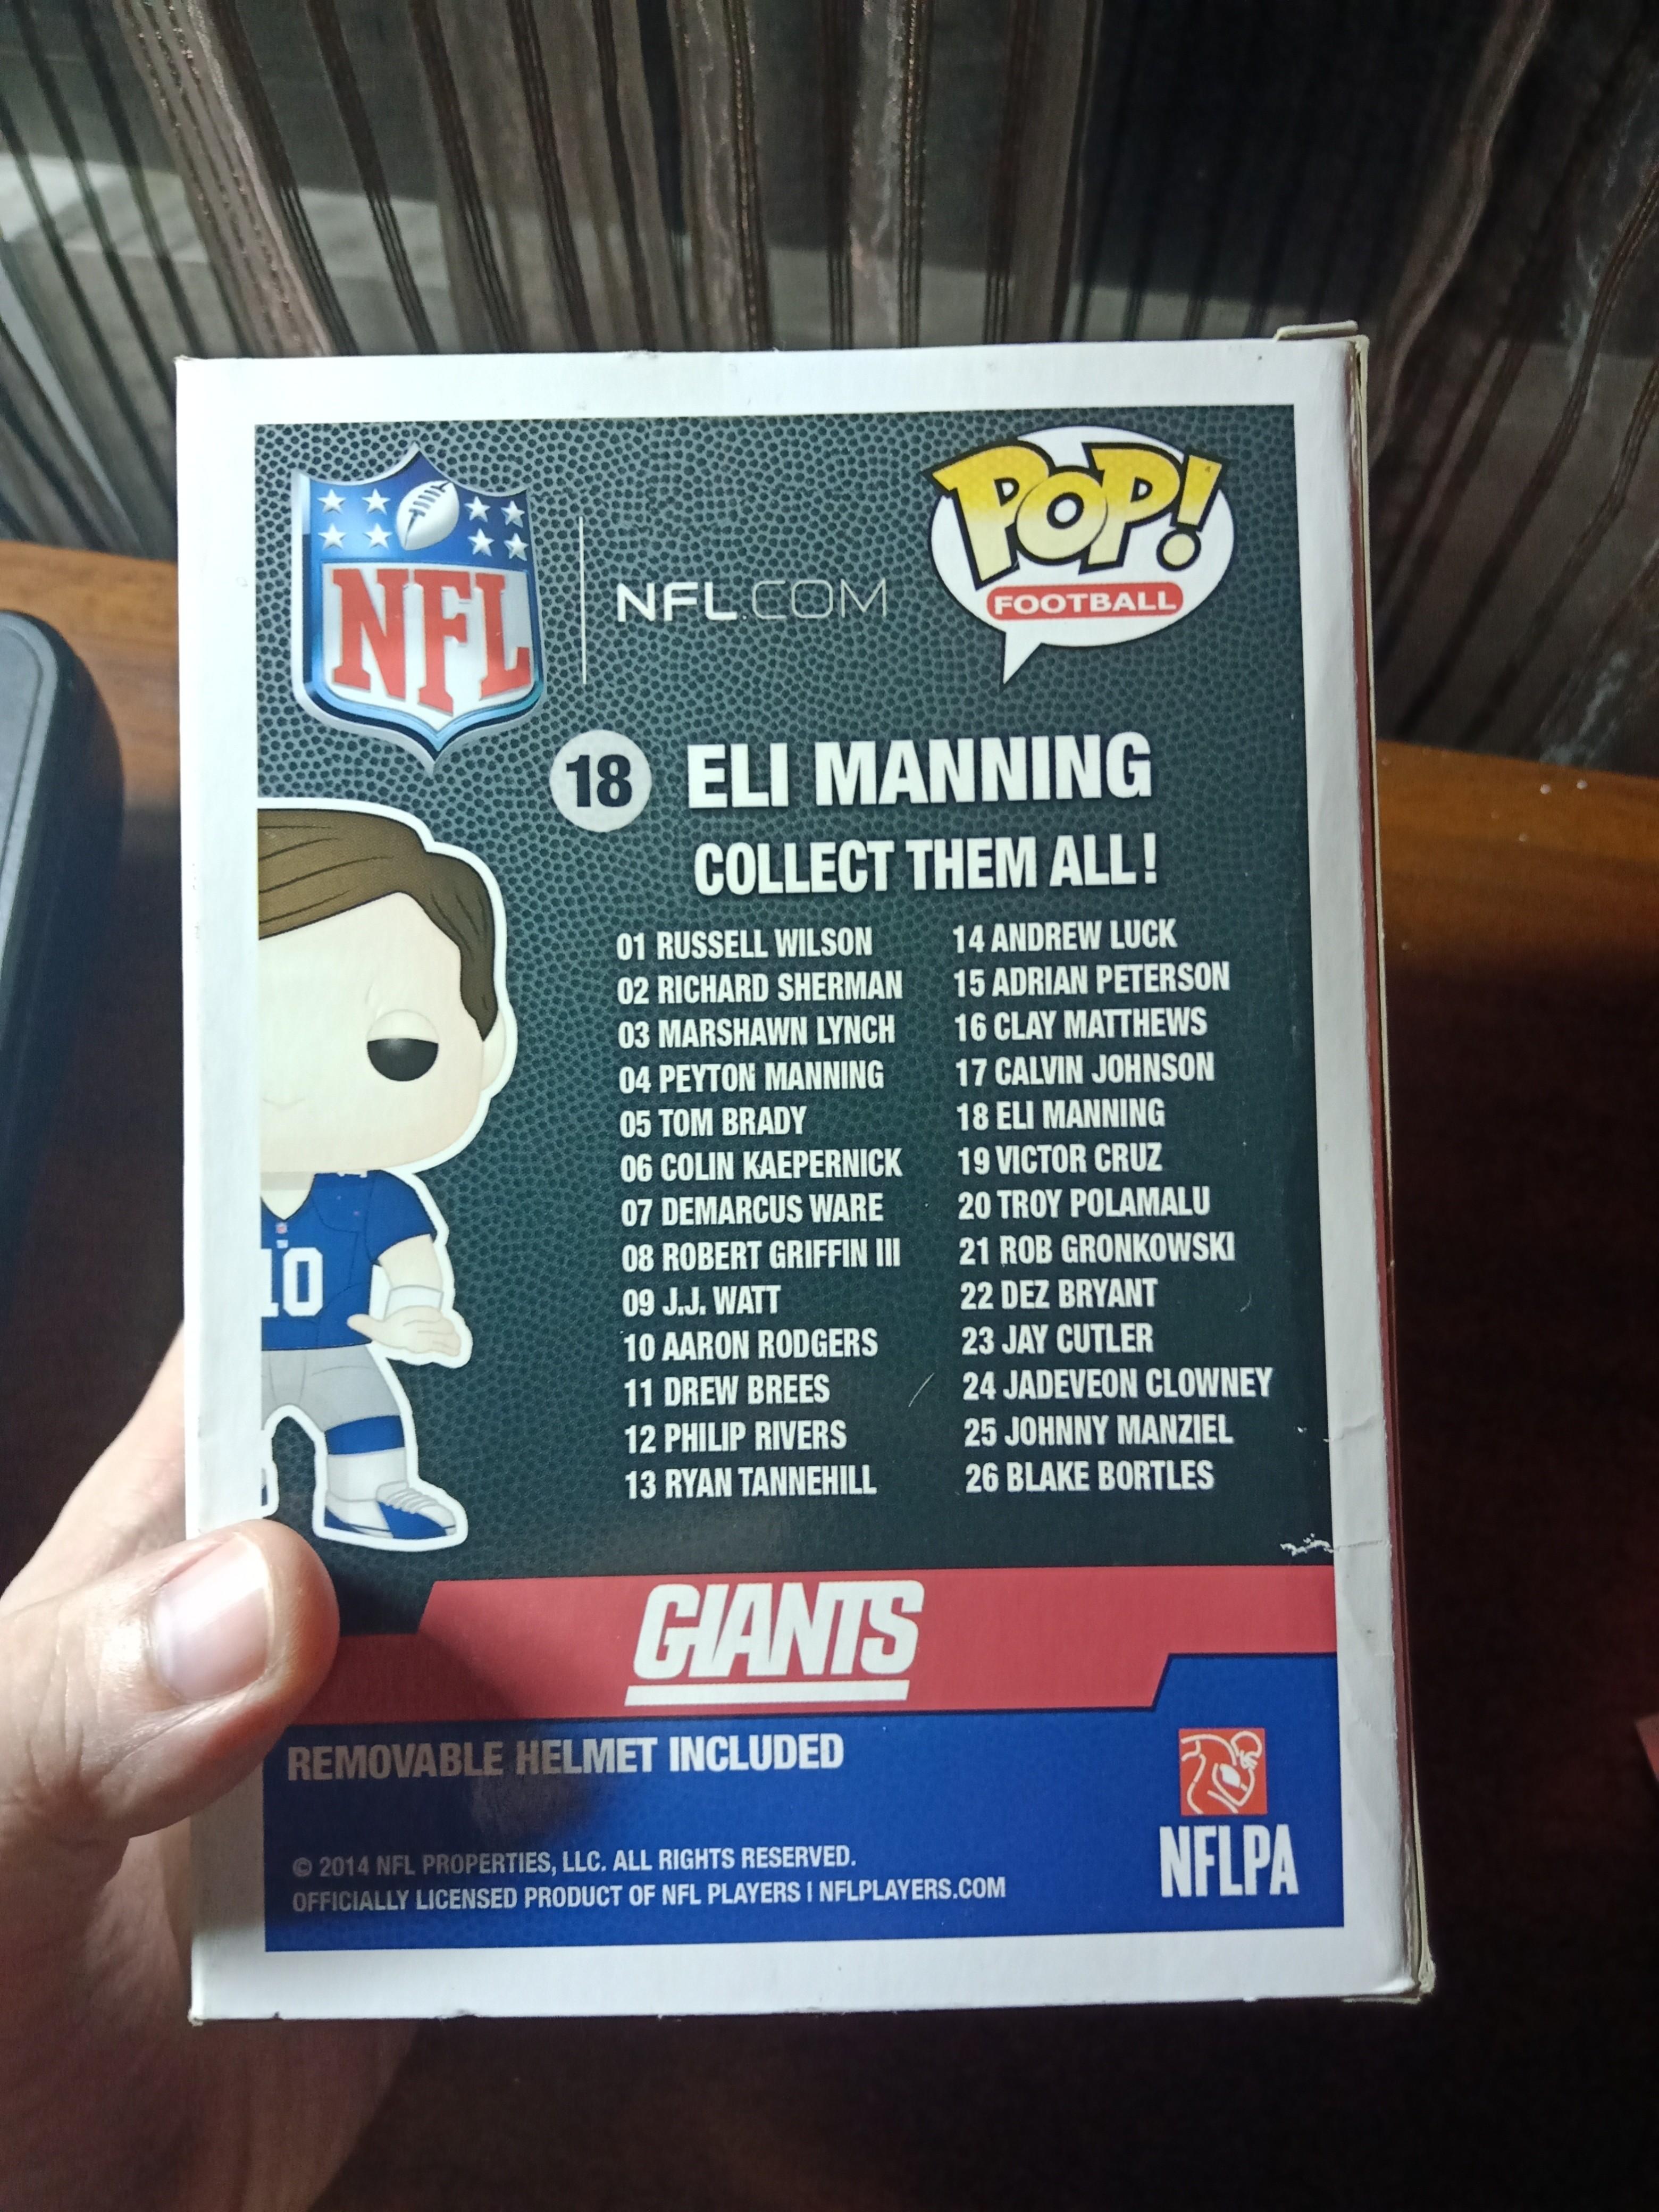 NFL
NFL.COM
POP!
FOOTBALL
18 ELI MANNING
COLLECT THEM ALL!
01 RUSSELL WILSON
02 RICHARD SHERMAN
03 MARSHAWN LYNCH
04 PEYTON MANNING
05 TOM BRADY
06 COLIN KAEPERNICK
07 DEMARCUS WARE
08 ROBERT GRIFFIN III
09 J.J. WATT
10 AARON RODGERS
11 DREW BREES
12 PHILIP RIVERS
13 RYAN TANNEHILL
14 ANDREW LUCK
15 ADRIAN PETERSON
16 CLAY MATTHEWS
17 CALVIN JOHNSON
18 ELI MANNING
19 VICTOR CRUZ
20 TROY POLAMALU
21 ROB GRONKOWSKI
22 DEZ BRYANT
23 JAY CUTLER
24 JADEVEON CLOWNEY
25 JOHNNY MANZIEL
26 BLAKE BORTLES
10
GIANTS
REMOVABLE HELMET INCLUDED
© 2014 NFL PROPERTIES, LLC. ALL RIGHTS RESERVED.
OFFICIALLY LICENSED PRODUCT OF NFL PLAYERS | NFLPLAYERS.COM
NFLPA